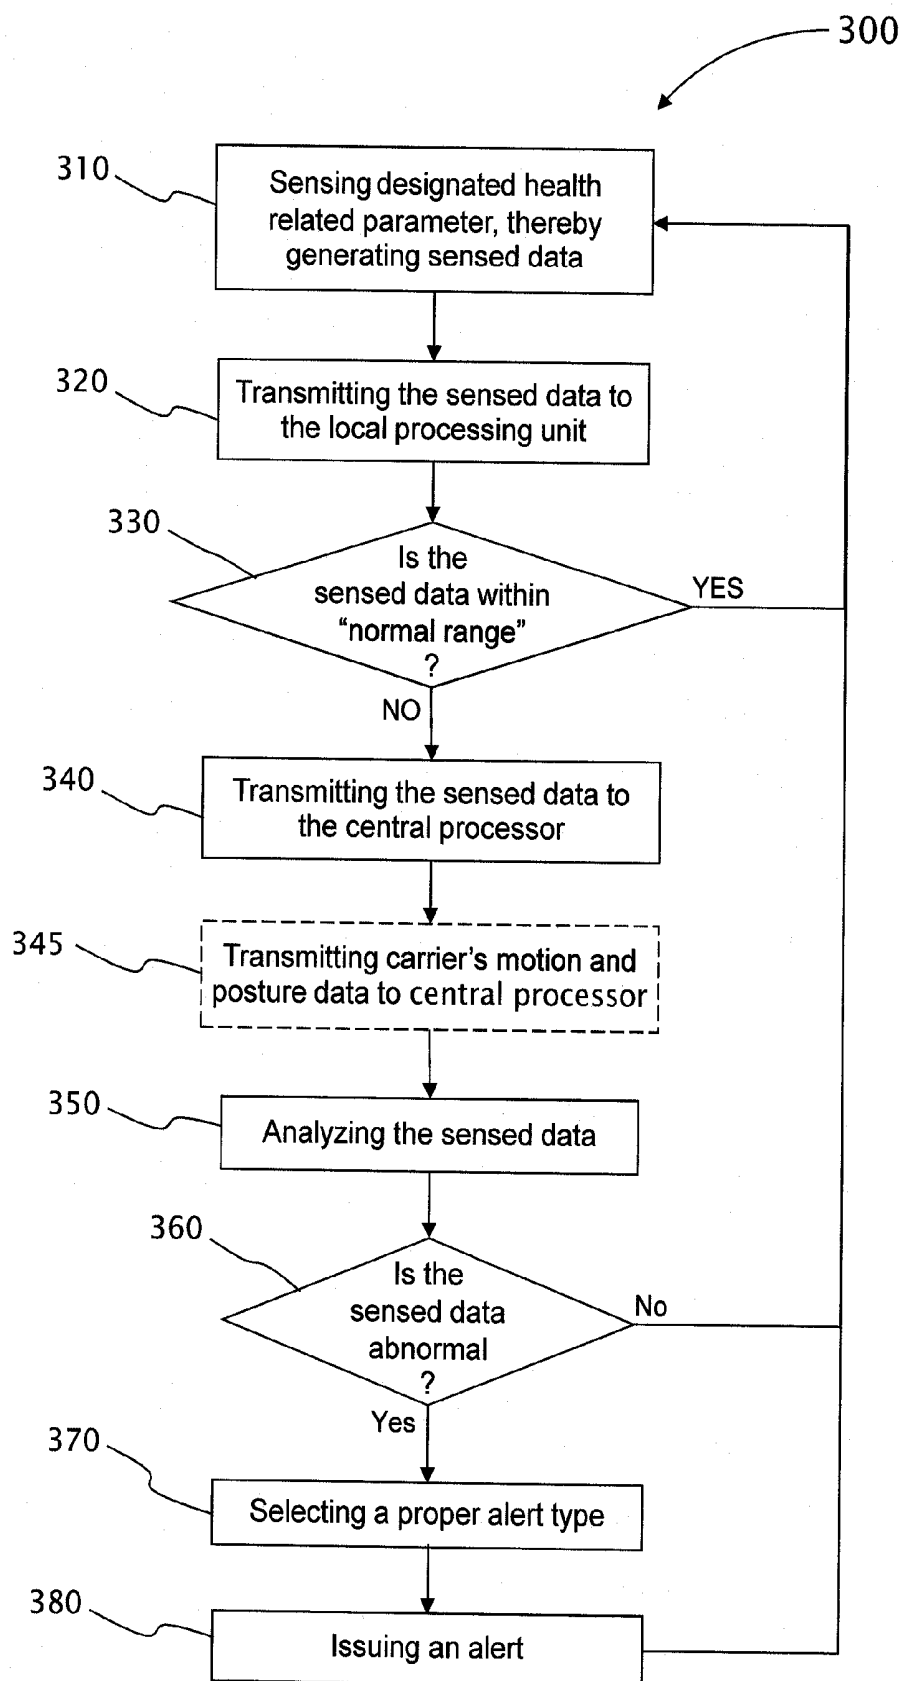 300
310
Sensing designated health
related parameter, thereby
generating sensed data
320
Transmitting the sensed data to
the local processing unit
330
Is the
sensed data within
“normal range”
?
YES
NO
340
Transmitting the sensed data to
the central processor
345
Transmitting carrier’s motion and
posture data to central processor
350
Analyzing the sensed data
360
Is the
sensed data
abnormal
?
No
Yes
370
Selecting a proper alert type
380
Issuing an alert